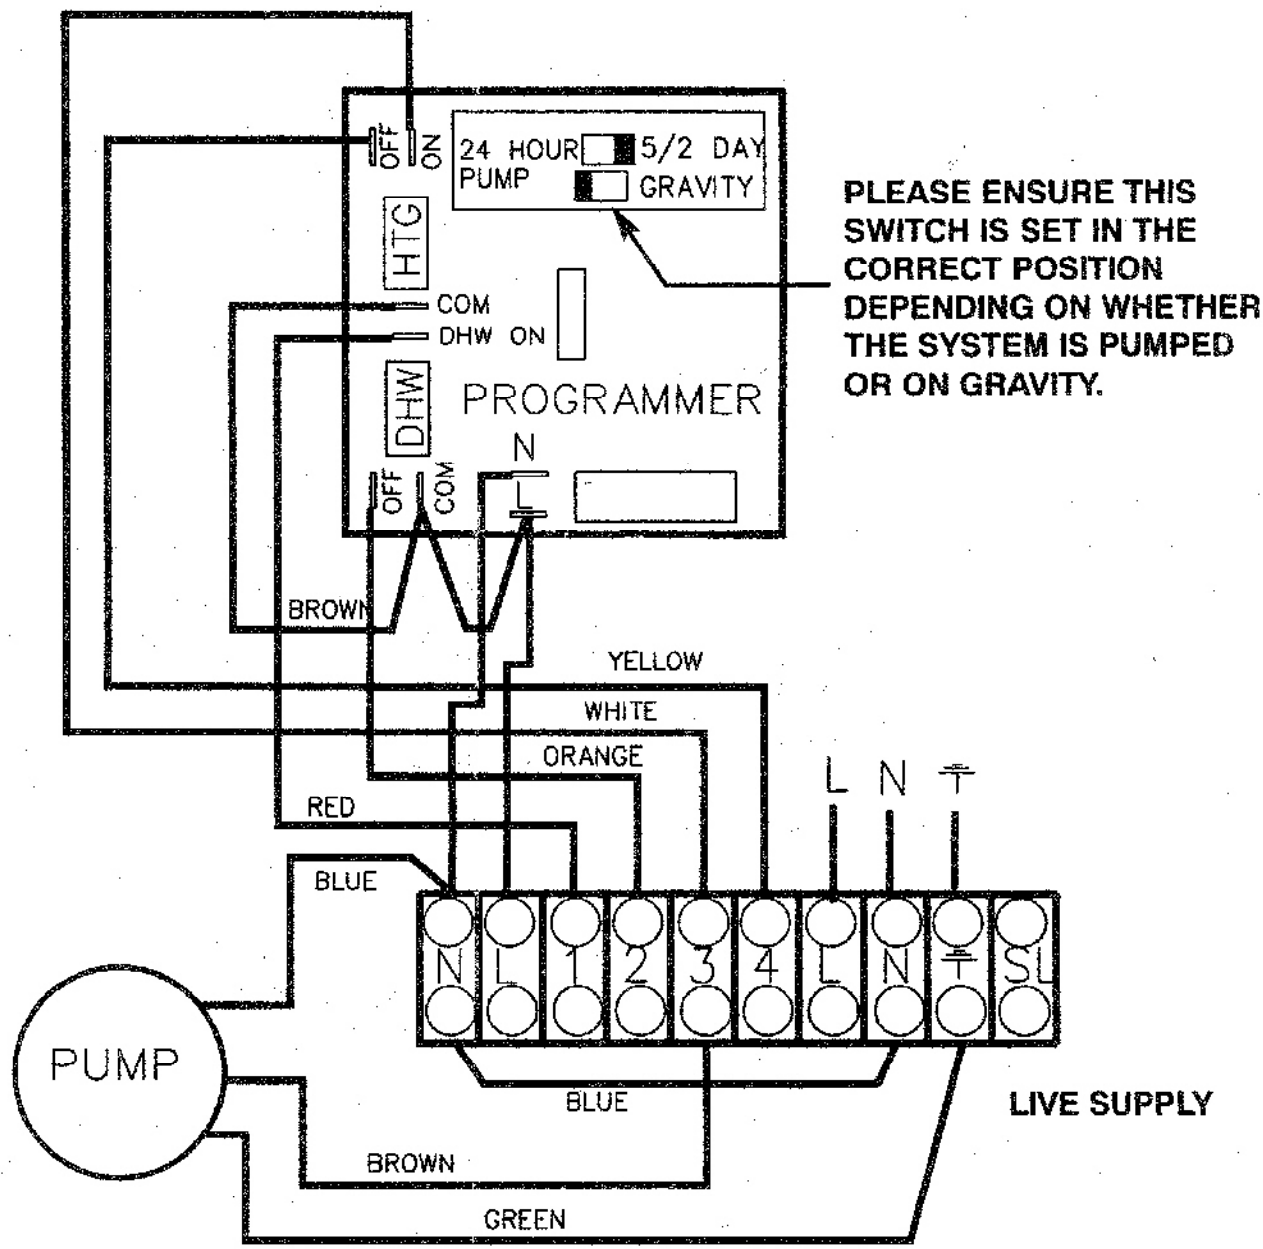 OFF
ON
24 HOUR 5/2 DAY
PUMP GRAVITY
PLEASE ENSURE THIS
SWITCH IS SET IN THE
CORRECT POSITION
DEPENDING ON WHETHER
THE SYSTEM IS PUMPED
OR ON GRAVITY.
HTG
COM
DHW ON
DHW
PROGRAMMER
N
L
OFF
COM
BROWN
YELLOW
WHITE
ORANGE
RED
BLUE
L N
N L 1 2 3 4 L N SL
PUMP
BLUE
LIVE SUPPLY
BROWN
GREEN